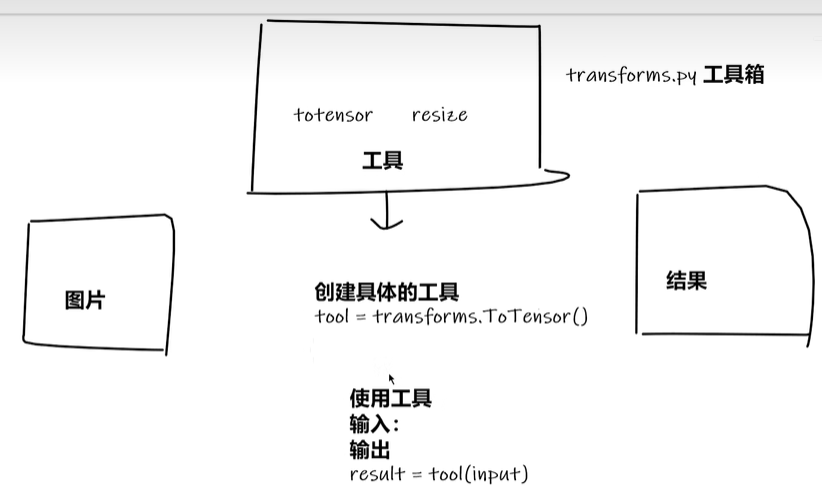 transforms.py 工具箱
totensor resize
工具
图片
结果
创建具体的工具
tool = transforms.ToTensor()
使用工具
输入：
输出
result = tool(input)